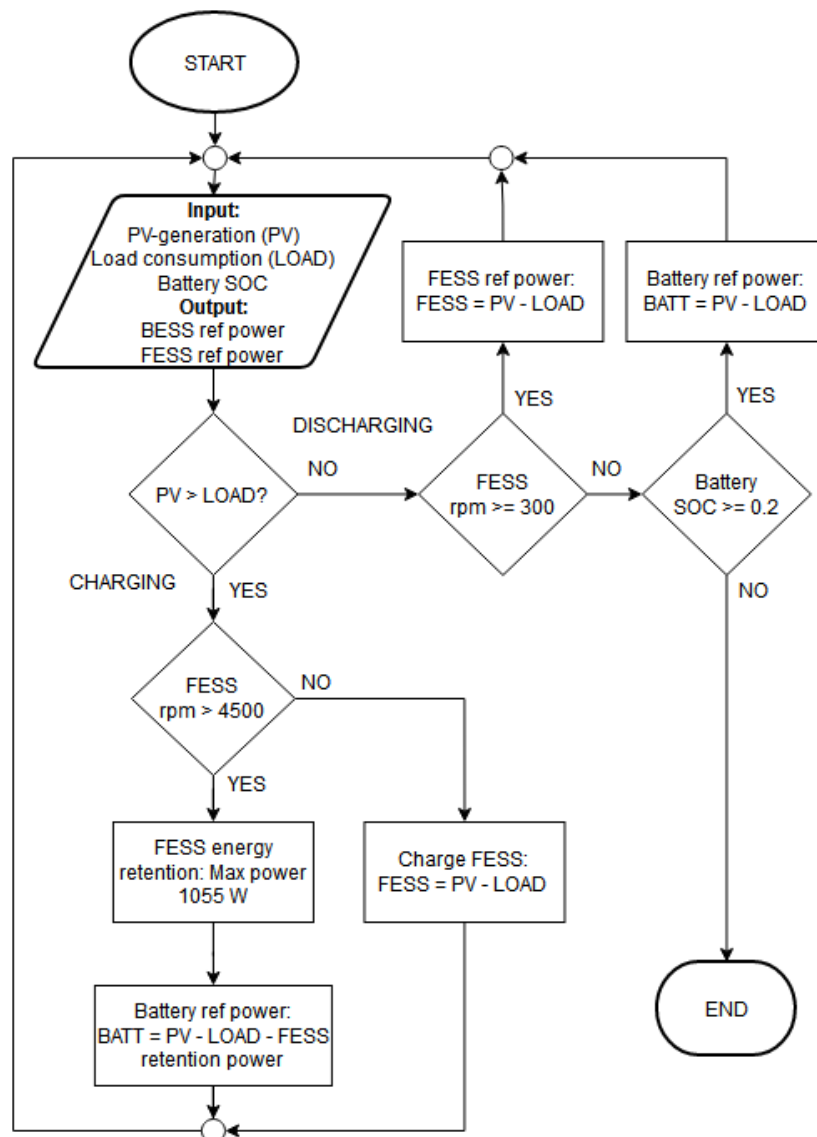 START
Input:
PV-generation (PV)
Load consumption (LOAD)
Battery SOC
Output:
BESS ref power
FESS ref power
FESS ref power:
FESS = PV - LOAD
Battery ref power:
BATT = PV - LOAD
YES
YES
DISCHARGING
NO
PV > LOAD?
FESS
rpm >= 300
NO
Battery
SOC >= 0.2
NO
CHARGING
YES
FESS
rpm > 4500
NO
YES
FESS energy
retention: Max power
1055 W
Charge FESS:
FESS = PV - LOAD
Battery ref power:
BATT = PV - LOAD - FESS
retention power
END